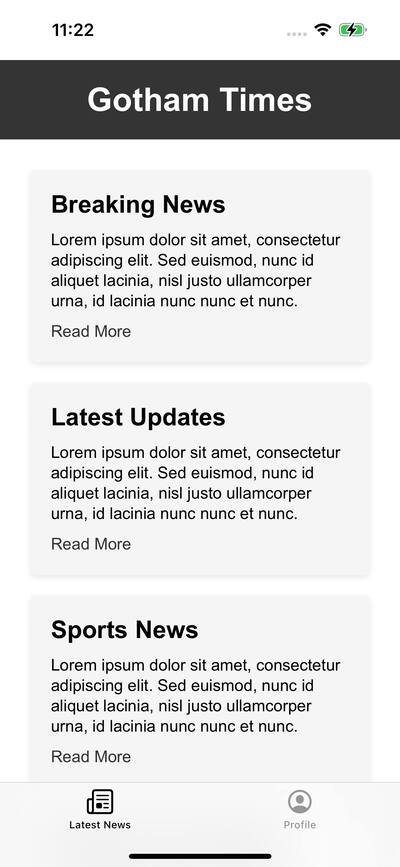 11:22
Gotham Times
Breaking News
Lorem ipsum dolor sit amet, consectetur
adipiscing elit. Sed euismod, nunc id
aliquet lacinia, nisl justo ullamcorper
urna, id lacinia nunc nunc et nunc.
Read More
Latest Updates
Lorem ipsum dolor sit amet, consectetur
adipiscing elit. Sed euismod, nunc id
aliquet lacinia, nisl justo ullamcorper
urna, id lacinia nunc nunc et nunc.
Read More
Sports News
Lorem ipsum dolor sit amet, consectetur
adipiscing elit. Sed euismod, nunc id
aliquet lacinia, nisl justo ullamcorper
urna, id lacinia nunc nunc et nunc.
Read More
Latest News
Profile